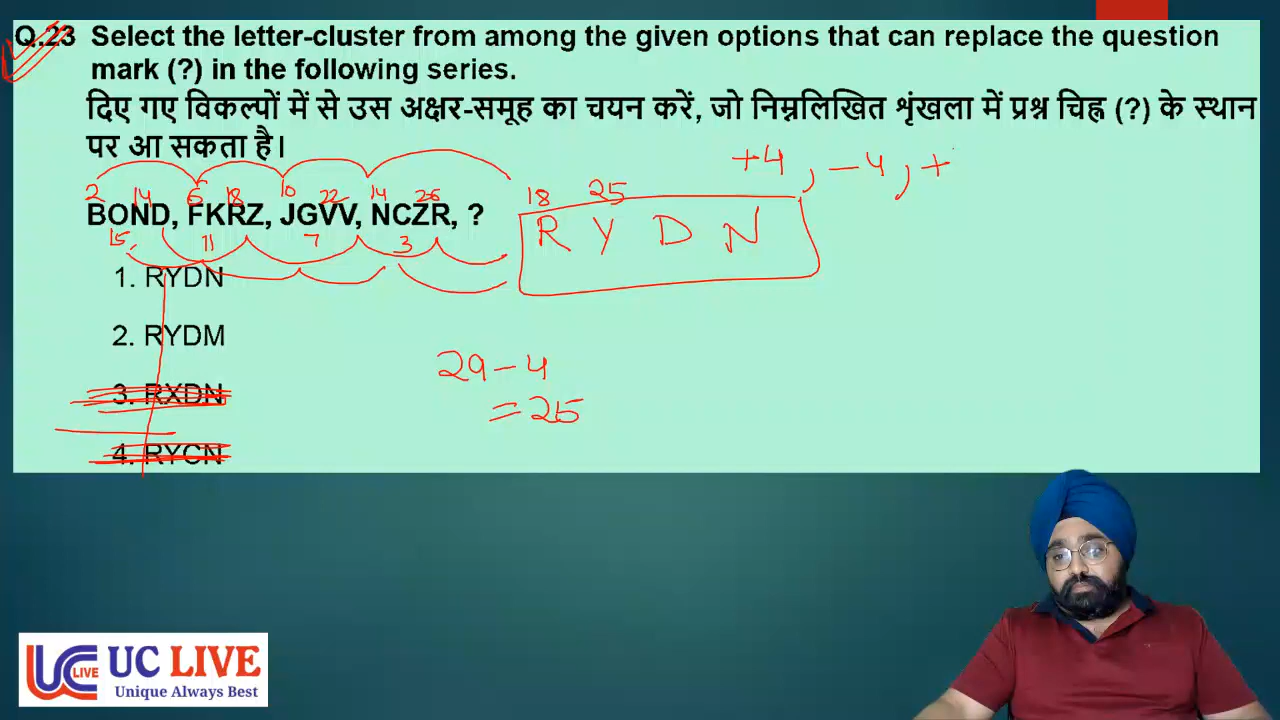 Q.23 Select the letter-cluster from among the given options that can replace the question
mark (?) in the following series.
दिए गए विकल्पों में से उस अक्षर-समूह का चयन करें, जो निम्नलिखित शृंखला में प्रश्न चिह्न (?) के स्थान
पर आ सकता है।
+4, -4, +
2 14 6 18 10 22 14 26 18 25
BOND, FKRZ, JGVV, NCZR, ? R Y D N
15 11 7 3
1. RYDN
2. RYDM
3. RXDN
4. RYCN
29-4
=25
UC LIVE
LIVE
Unique Always Best